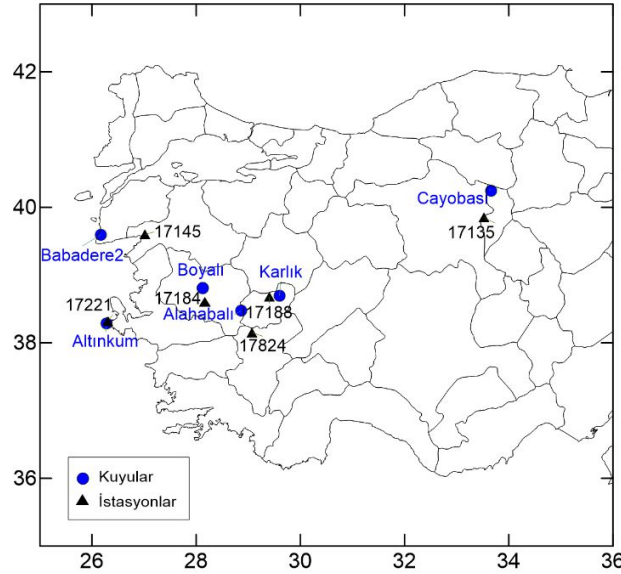 42
40
38
36
26
28
30
32
34
36
Cayobası
17135
17145
Babadere2
Boyalı
Karlık
17221
17184
Alahabalı
17188
Altınkum
17824
Kuyular
İstasyonlar